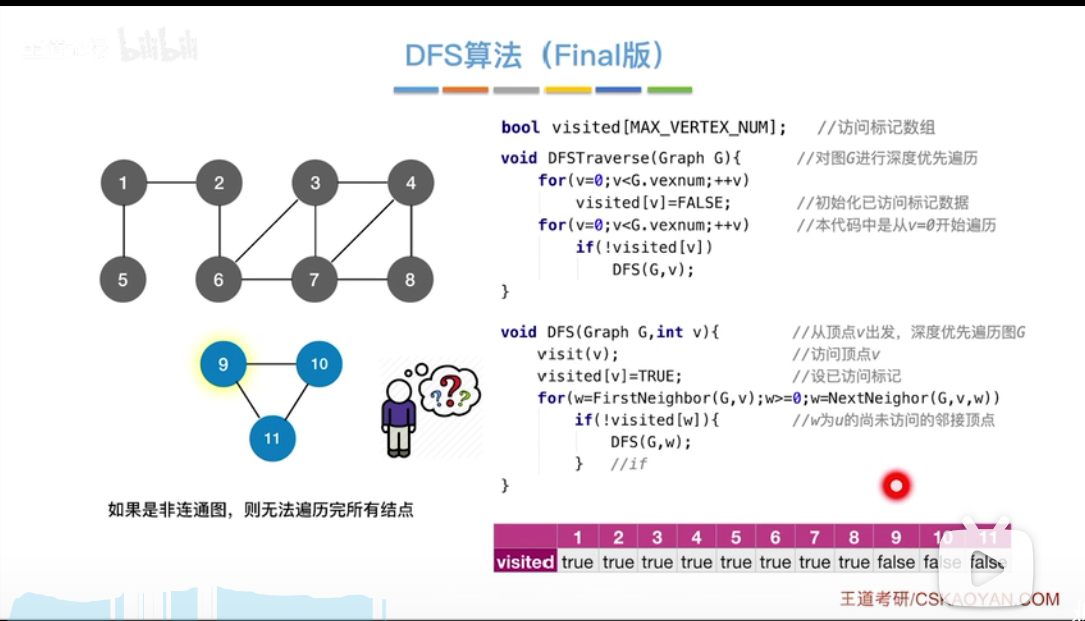 bilibili
DFS算法（Final版）
bool visited[MAX_VERTEX_NUM]; //访问标记数组
void DFSTraverse(Graph G){ //对图G进行深度优先遍历
for(v=0;v<G.vexnum;++v)
visited[v]=FALSE; //初始化已访问标记数据
for(v=0;v<G.vexnum;++v) //本代码中是从v=0开始遍历
if(!visited[v])
DFS(G,v);
}
void DFS(Graph G,int v){ //从顶点v出发，深度优先遍历图G
visit(v); //访问顶点v
visited[v]=TRUE; //设已访问标记
for(w=FirstNeighbor(G,v);w>=0;w=NextNeighor(G,v,w))
if(!visited[w]){ //w为u的尚未访问的邻接顶点
DFS(G,w);
} //if
}
1 2 3 4
5 6 7 8
9 10
11
???
如果是非连通图，则无法遍历完所有结点
1 2 3 4 5 6 7 8 9 10 11
visited true true true true true true true true false false false
王道考研/CSKAOYAN.COM